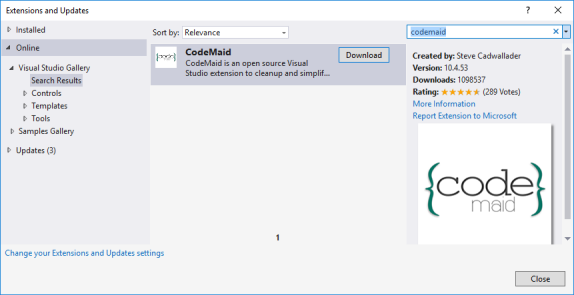 Extensions and Updates
Installed
Online
Visual Studio Gallery
Search Results
Controls
Templates
Tools
Samples Gallery
Updates (3)
Sort by: Relevance
CodeMaid
Download
CodeMaid is an open source Visual
Studio extension to cleanup and simplif...
1
codemaid
Created by: Steve Cadwallader
Version: 10.4.53
Downloads: 1098537
Rating: ★★★★★ (289 Votes)
More Information
Report Extension to Microsoft
{code}
maid
Change your Extensions and Updates settings
Close